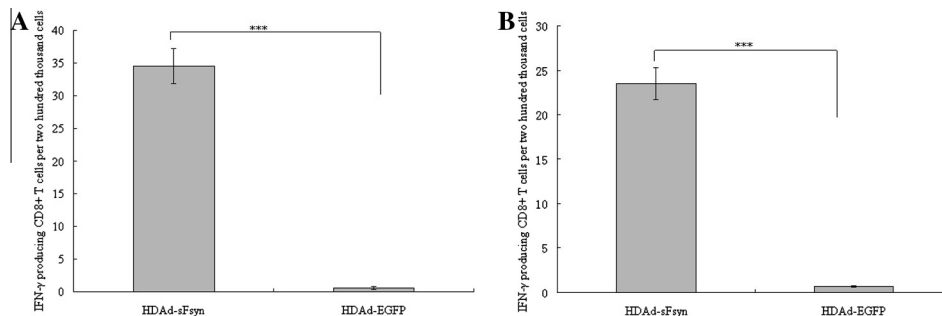 A
IFN-γ producing CD8+ T cells per two hundred thousand cells
40
35
30
25
20
15
10
5
0
***
HDAd-sFsyn
HDAd-EGFP
B
IFN-γ producing CD8+ T cells per two hundred thousand cells
30
25
20
15
10
5
0
***
HDAd-sFsyn
HDAd-EGFP